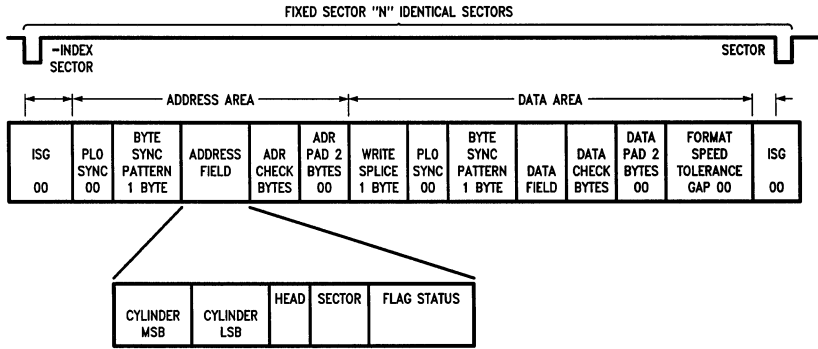 FIXED SECTOR "N" IDENTICAL SECTORS
-INDEX
SECTOR
SECTOR
ADDRESS AREA
DATA AREA
ISG
00
PLO
SYNC
00
BYTE
SYNC
PATTERN
1 BYTE
ADDRESS
FIELD
ADR
CHECK
BYTES
ADR
PAD 2
BYTES
00
WRITE
SPLICE
1 BYTE
PLO
SYNC
00
BYTE
SYNC
PATTERN
1 BYTE
DATA
FIELD
DATA
CHECK
BYTES
DATA
PAD 2
BYTES
00
FORMAT
SPEED
TOLERANCE
GAP 00
ISG
00
CYLINDER
MSB
CYLINDER
LSB
HEAD
SECTOR
FLAG STATUS